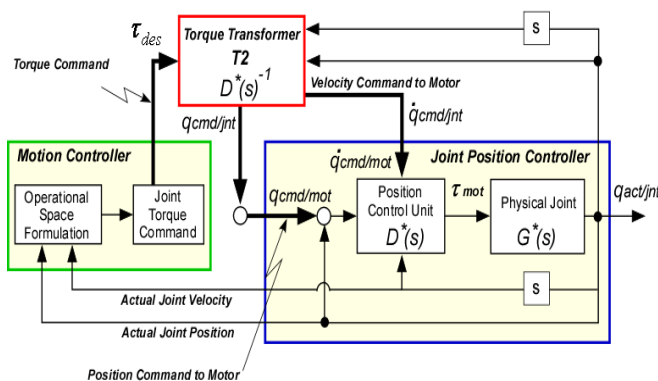 τdes
Torque Transformer
T2
D*(s)-1
S
Torque Command
Velocity Command to Motor
qcmd/jnt
q̇cmd/jnt
Motion Controller
q̇cmd/mot
Joint Position Controller
Operational
Space
Formulation
Joint
Torque
Command
qcmd/mot
Position
Control Unit
D*(s)
τmot
Physical Joint
G*(s)
qact/jnt
S
Actual Joint Velocity
Actual Joint Position
Position Command to Motor